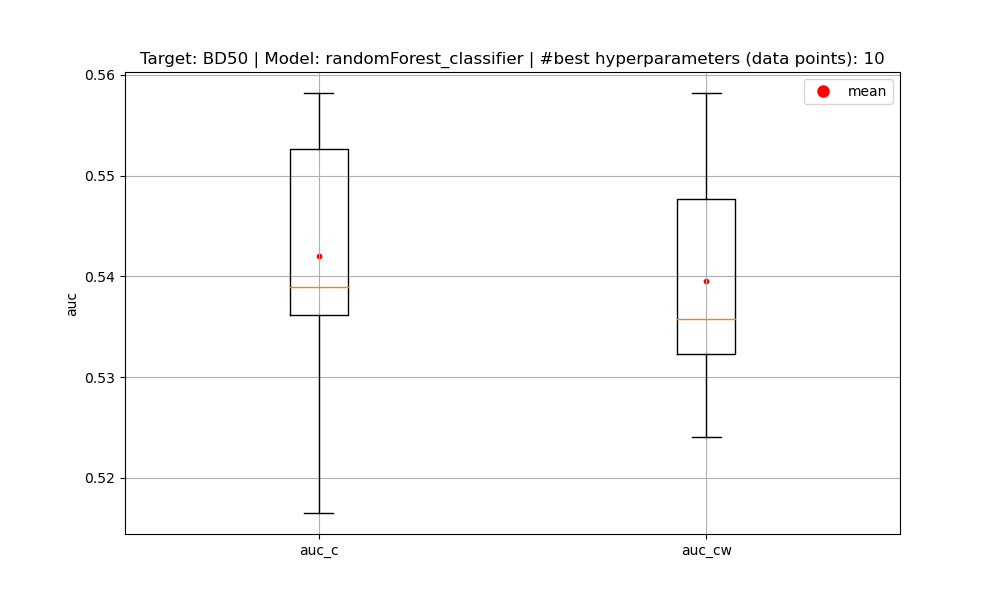 Target: BD50 | Model: randomForest_classifier | #best hyperparameters (data points): 10
mean
0.56
0.55
0.54
0.53
0.52
auc
auc_c
auc_cw